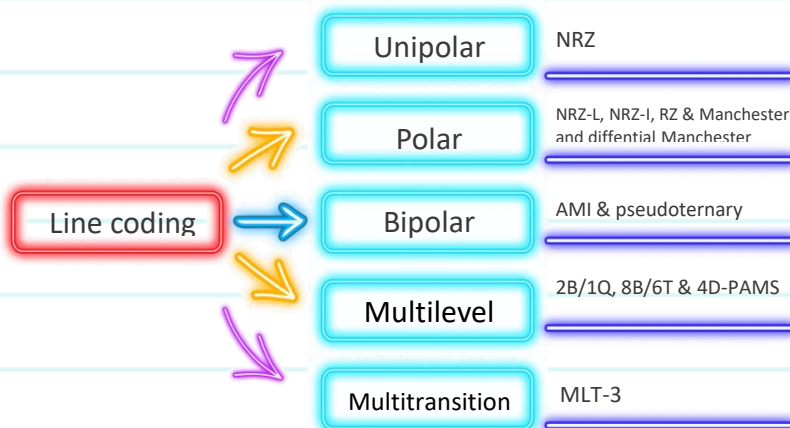 Unipolar
NRZ
Polar
NRZ-L, NRZ-I, RZ & Manchester
and diffential Manchester
Line coding
Bipolar
AMI & pseudoternary
Multilevel
2B/1Q, 8B/6T & 4D-PAMS
Multitransition
MLT-3